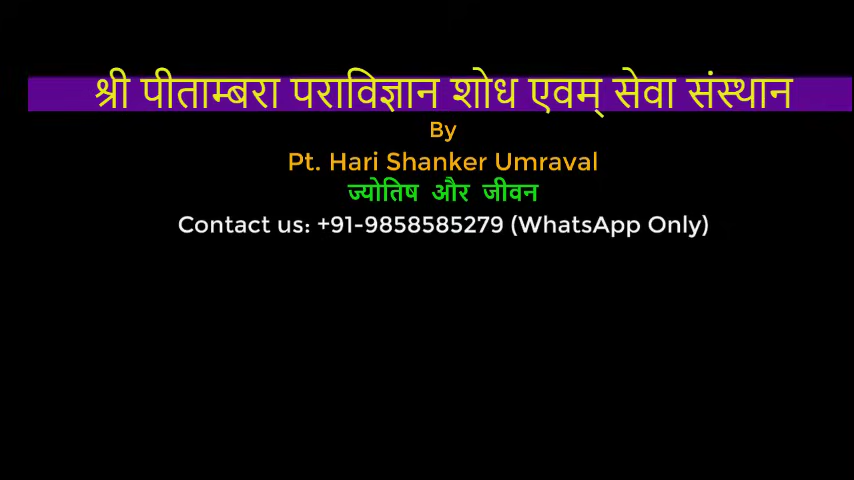 श्री पीताम्बरा पराविज्ञान शोध एवम् सेवा संस्थान
By
Pt. Hari Shanker Umraval
ज्योतिष और जीवन
Contact us: +91-9858585279 (WhatsApp Only)